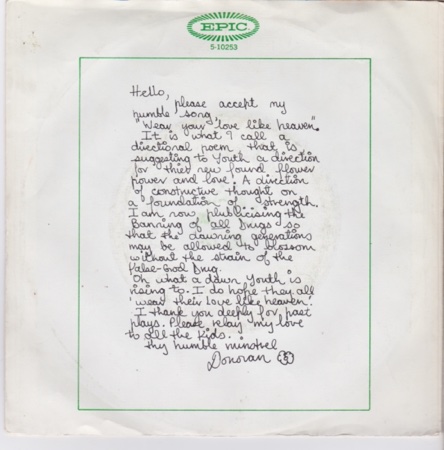 EPIC
5-10253
Hello,
please accept my
humble song,
"Wear your love like heaven".
It is what I call a
directional poem that is
suggesting to Youth a direction
for their new found flower
power and love. A direction
of constructive thought on
a foundation of strength.
I am now publicising the
Banning of all Drugs so
that the dawning generations
may be allowed to blossom
without the strain of the
False-God Drug.
Oh what a dawn Youth is
rising to. I do hope they all
'wear their Love like heaven'.
I thank you deeply for past
plays. Please relay my love
to all the kids.
thy humble minstrel
Donovan